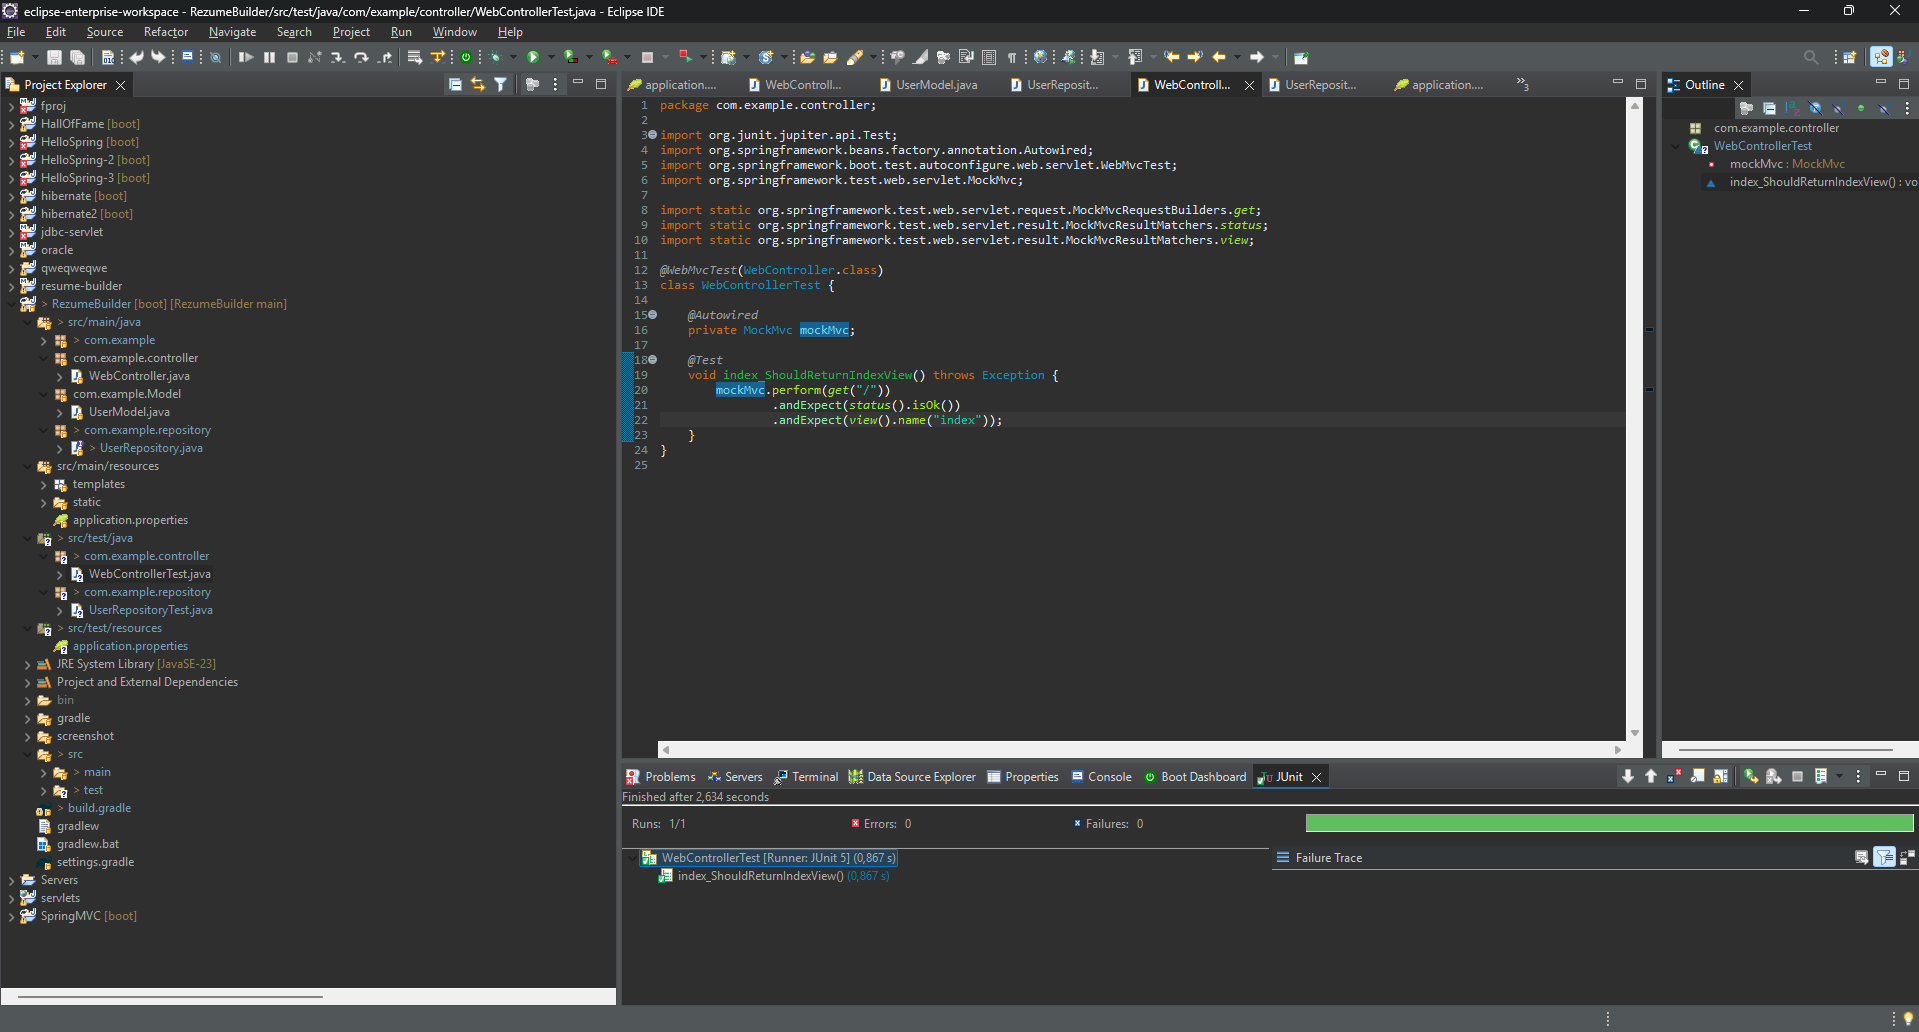 eclipse-enterprise-workspace - RezumeBuilder/src/test/java/com/example/controller/WebControllerTest.java - Eclipse IDE
File Edit Source Refactor Navigate Search Project Run Window Help
Project Explorer
fproj
HallOfFame [boot]
HelloSpring [boot]
HelloSpring-2 [boot]
HelloSpring-3 [boot]
hibernate [boot]
hibernate2 [boot]
jdbc-servlet
oracle
qweqweqwe
resume-builder
> RezumeBuilder [boot] [RezumeBuilder main]
> src/main/java
> com.example
com.example.controller
WebController.java
com.example.Model
UserModel.java
> com.example.repository
> UserRepository.java
src/main/resources
templates
static
application.properties
> src/test/java
> com.example.controller
WebControllerTest.java
> com.example.repository
UserRepositoryTest.java
> src/test/resources
application.properties
JRE System Library [JavaSE-23]
Project and External Dependencies
bin
gradle
screenshot
> src
> main
> test
> build.gradle
gradlew
gradlew.bat
settings.gradle
Servers
servlets
SpringMVC [boot]
application.... WebControll... UserModel.java UserReposit... WebControll... UserReposit... application.... »3
1 package com.example.controller;
2
3 import org.junit.jupiter.api.Test;
4 import org.springframework.beans.factory.annotation.Autowired;
5 import org.springframework.boot.test.autoconfigure.web.servlet.WebMvcTest;
6 import org.springframework.test.web.servlet.MockMvc;
7
8 import static org.springframework.test.web.servlet.request.MockMvcRequestBuilders.get;
9 import static org.springframework.test.web.servlet.result.MockMvcResultMatchers.status;
10 import static org.springframework.test.web.servlet.result.MockMvcResultMatchers.view;
11
12 @WebMvcTest(WebController.class)
13 class WebControllerTest {
14
15 @Autowired
16 private MockMvc mockMvc;
17
18 @Test
19 void index_ShouldReturnIndexView() throws Exception {
20 mockMvc.perform(get("/"))
21 .andExpect(status().isOk())
22 .andExpect(view().name("index"));
23 }
24 }
25
Outline
com.example.controller
WebControllerTest
mockMvc : MockMvc
index_ShouldReturnIndexView() : vo
Problems Servers Terminal Data Source Explorer Properties Console Boot Dashboard JUnit
Finished after 2,634 seconds
Runs: 1/1 Errors: 0 Failures: 0
WebControllerTest [Runner: JUnit 5] (0,867 s)
index_ShouldReturnIndexView() (0,867 s)
Failure Trace